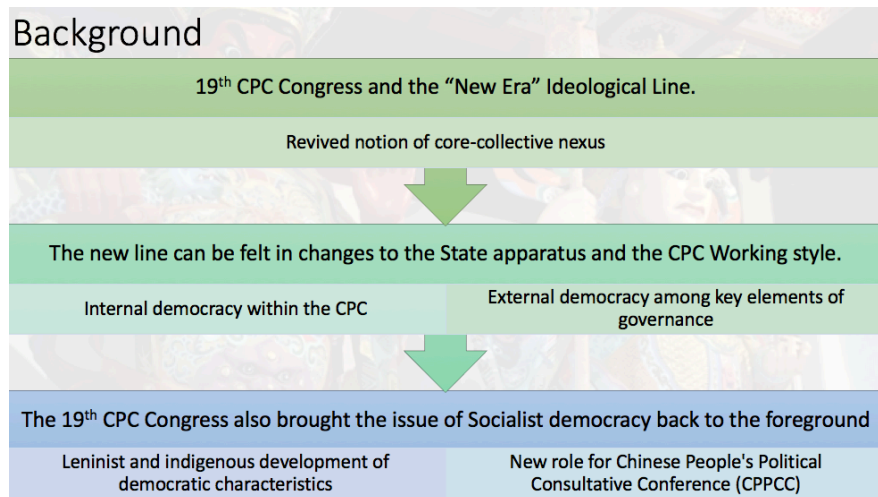 Background
19th CPC Congress and the “New Era” Ideological Line.
Revived notion of core-collective nexus
The new line can be felt in changes to the State apparatus and the CPC Working style.
Internal democracy within the CPC
External democracy among key elements of
governance
The 19th CPC Congress also brought the issue of Socialist democracy back to the foreground
Leninist and indigenous development of
democratic characteristics
New role for Chinese People's Political
Consultative Conference (CPPCC)